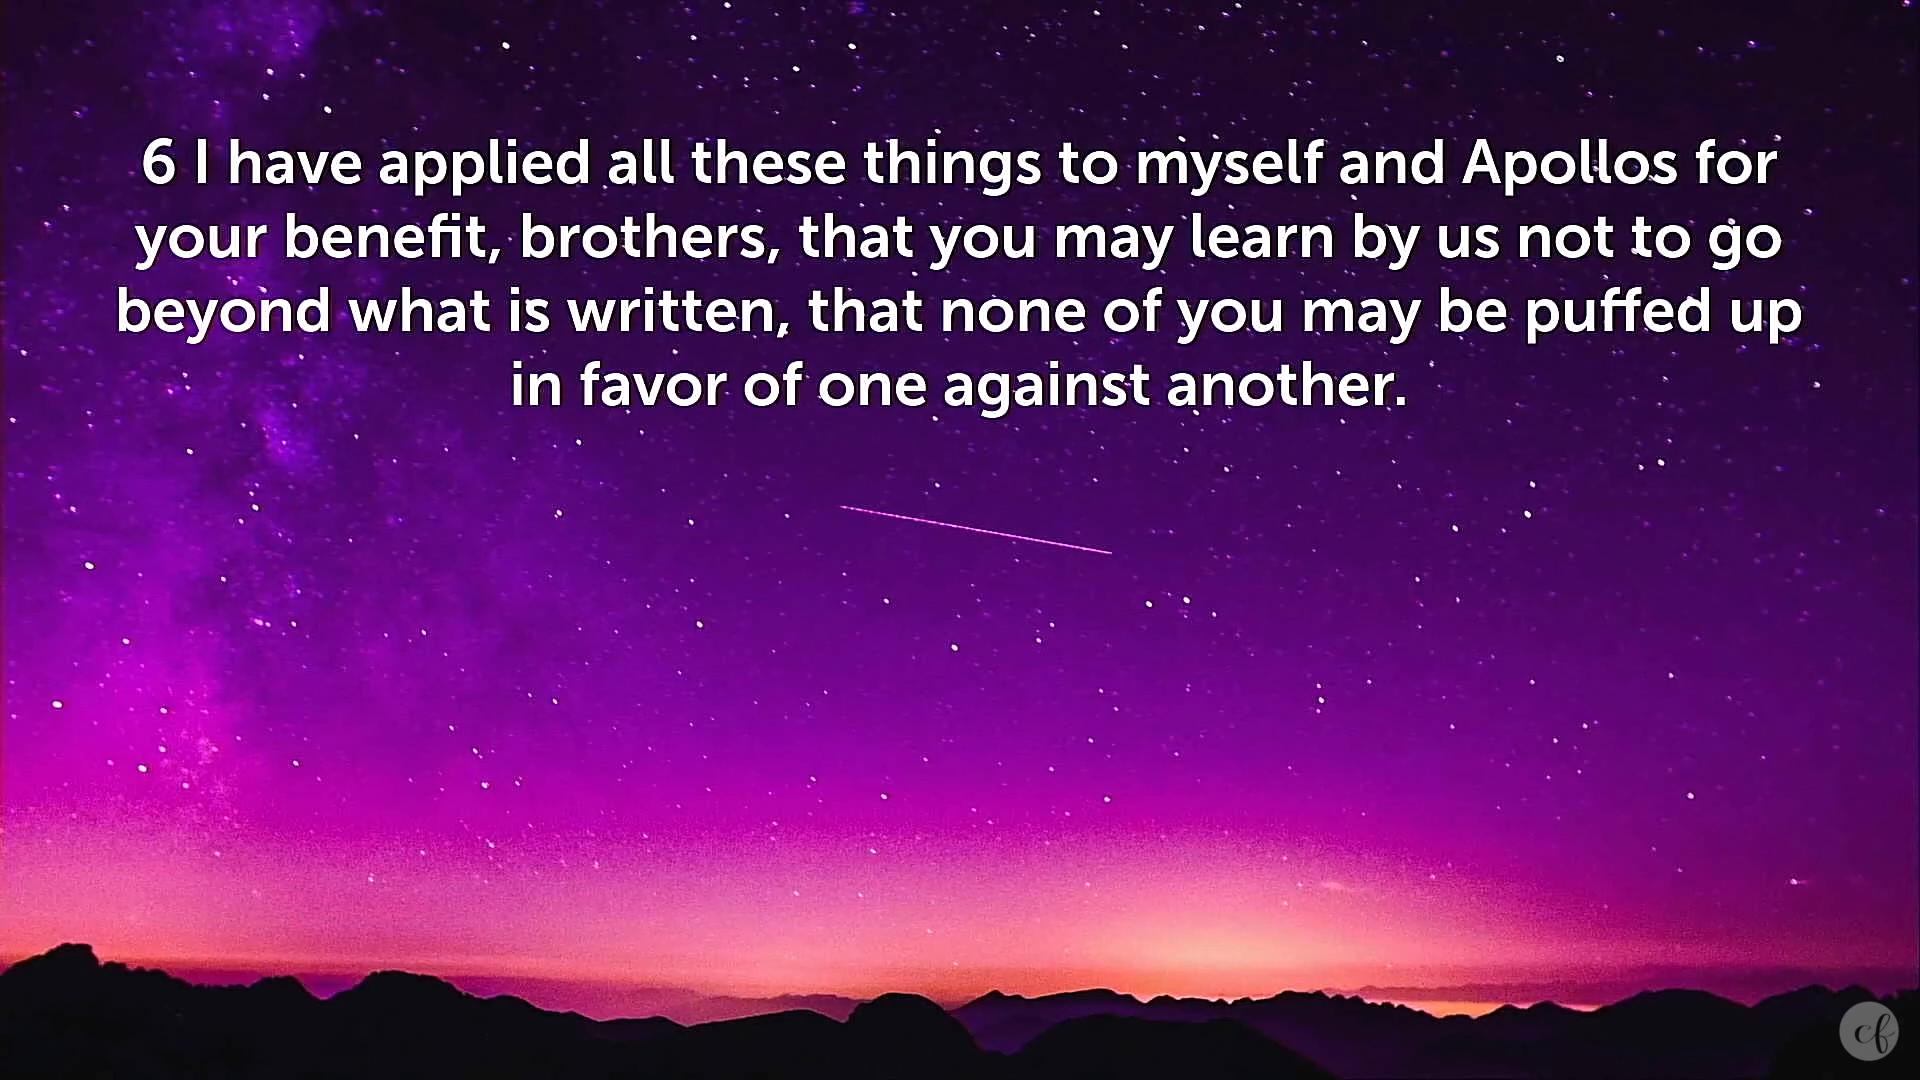 6 I have applied all these things to myself and Apollos for
your benefit, brothers, that you may learn by us not to go
beyond what is written, that none of you may be puffed up
in favor of one against another.
cf